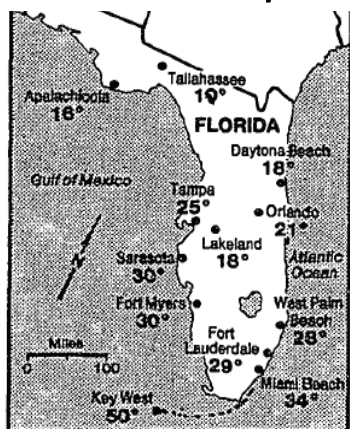 Tallahassee
10°
Apalachicola
16°
FLORIDA
Daytona Beach
18°
Gulf of Mexico
Tampa
25°
Orlando
21°
Lakeland
18°
Sarasota
30°
Atlantic
Ocean
N
Fort Myers
30°
West Palm
Beach
28°
Miles
0 100
Fort
Lauderdale
29°
Miami Beach
34°
Key West
50°